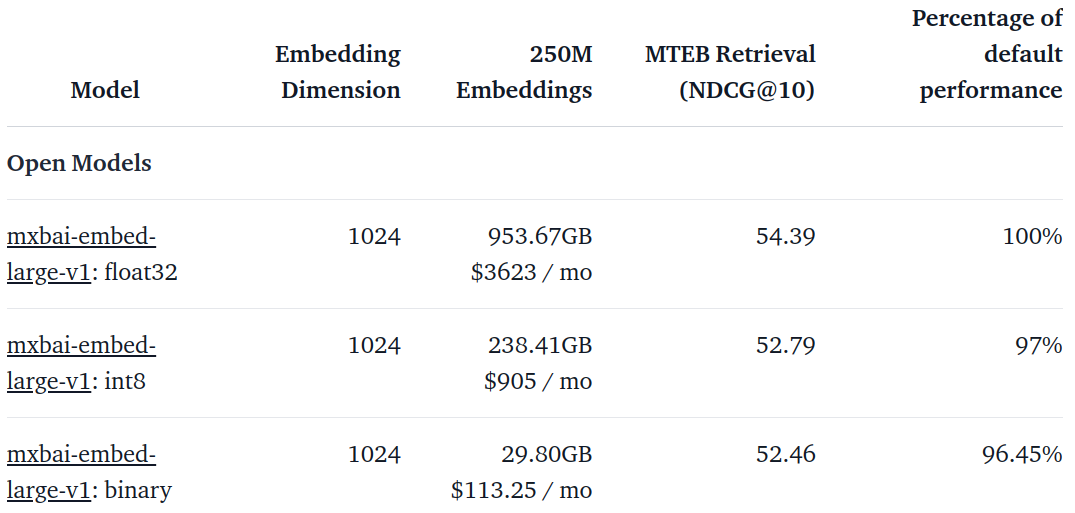 Model Embedding Dimension 250M Embeddings MTEB Retrieval (NDCG@10) Percentage of default performance
Open Models
mxbai-embed- 1024 953.67GB 54.39 100%
large-v1: float32 $3623 / mo
mxbai-embed- 1024 238.41GB 52.79 97%
large-v1: int8 $905 / mo
mxbai-embed- 1024 29.80GB 52.46 96.45%
large-v1: binary $113.25 / mo